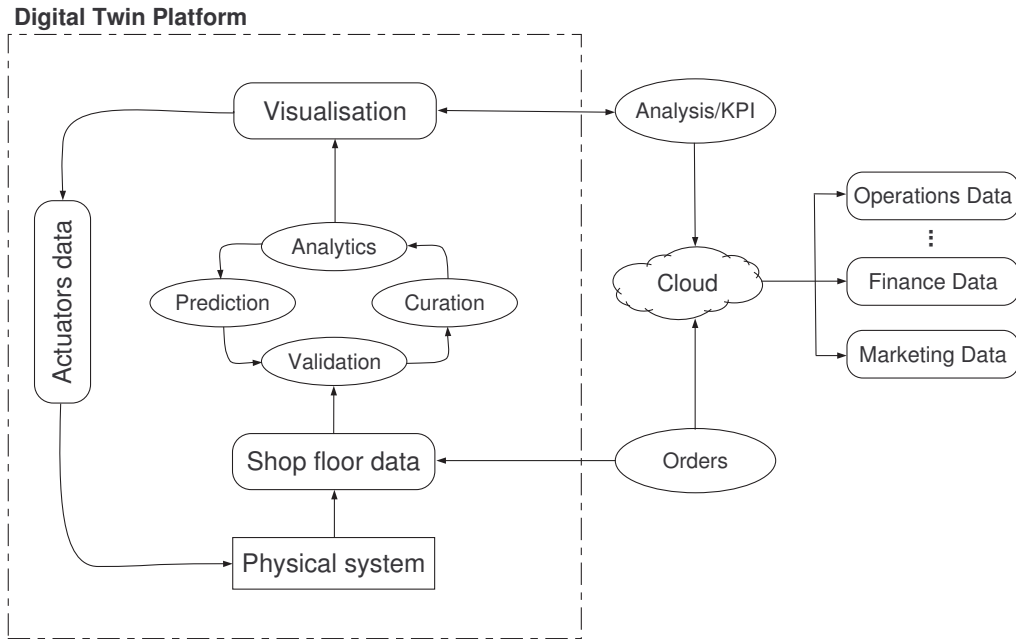 Digital Twin Platform
Visualisation
Analysis/KPI
Operations Data
...
Actuators data
Analytics
Prediction
Curation
Cloud
Finance Data
Validation
Marketing Data
Shop floor data
Orders
Physical system